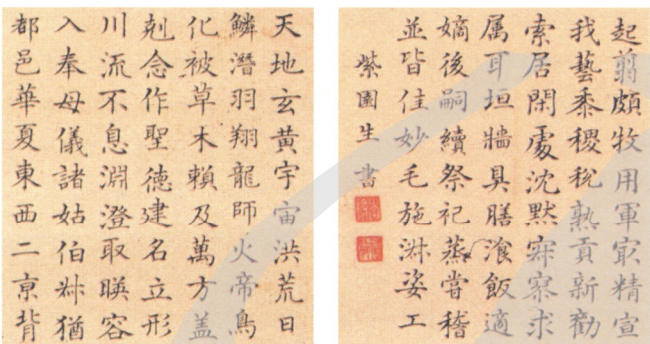 天地玄黄宇宙洪荒日
鱗潛羽翔龍師火帝鳥
化被草木賴及萬方盖
剋念作聖德建名立形
川流不息淵澄取暎容
入奉母儀諸姑伯叔猶
都邑華夏東西二亰背
起翦頗牧用軍㝡精宣
我藝黍稷稅熟貢新勸
索居閑處沈默寂寥求
属耳垣牆具膳飡飯適
嫡後嗣續祭祀蒸嘗稽
並皆佳妙毛施淑姿工
紫園生書